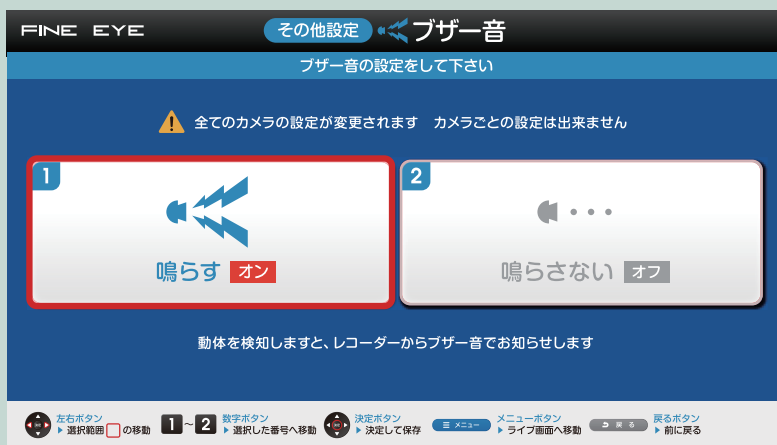 FINE EYE
その他設定 ブザー音
ブザー音の設定をして下さい
全てのカメラの設定が変更されます カメラごとの設定は出来ません
1
鳴らす オン
2
鳴らさない オフ
動体を検知しますと、レコーダーからブザー音でお知らせします
左右ボタン
選択範囲 の移動
1 ~ 2
数字ボタン
選択した番号へ移動
決定ボタン
決定して保存
メニュー
メニューボタン
ライブ画面へ移動
戻る
戻るボタン
前に戻る